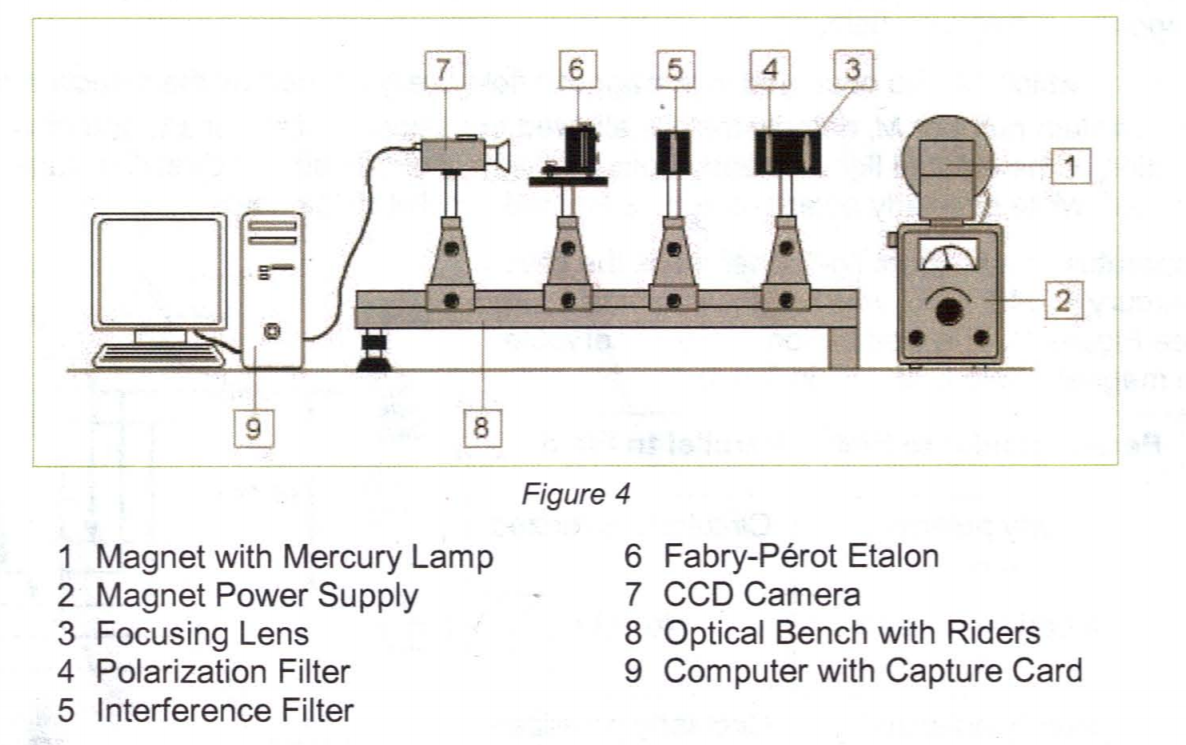 7
6
5
4
3
1
2
9
8
Figure 4
1 Magnet with Mercury Lamp
2 Magnet Power Supply
3 Focusing Lens
4 Polarization Filter
5 Interference Filter
6 Fabry-Pérot Etalon
7 CCD Camera
8 Optical Bench with Riders
9 Computer with Capture Card